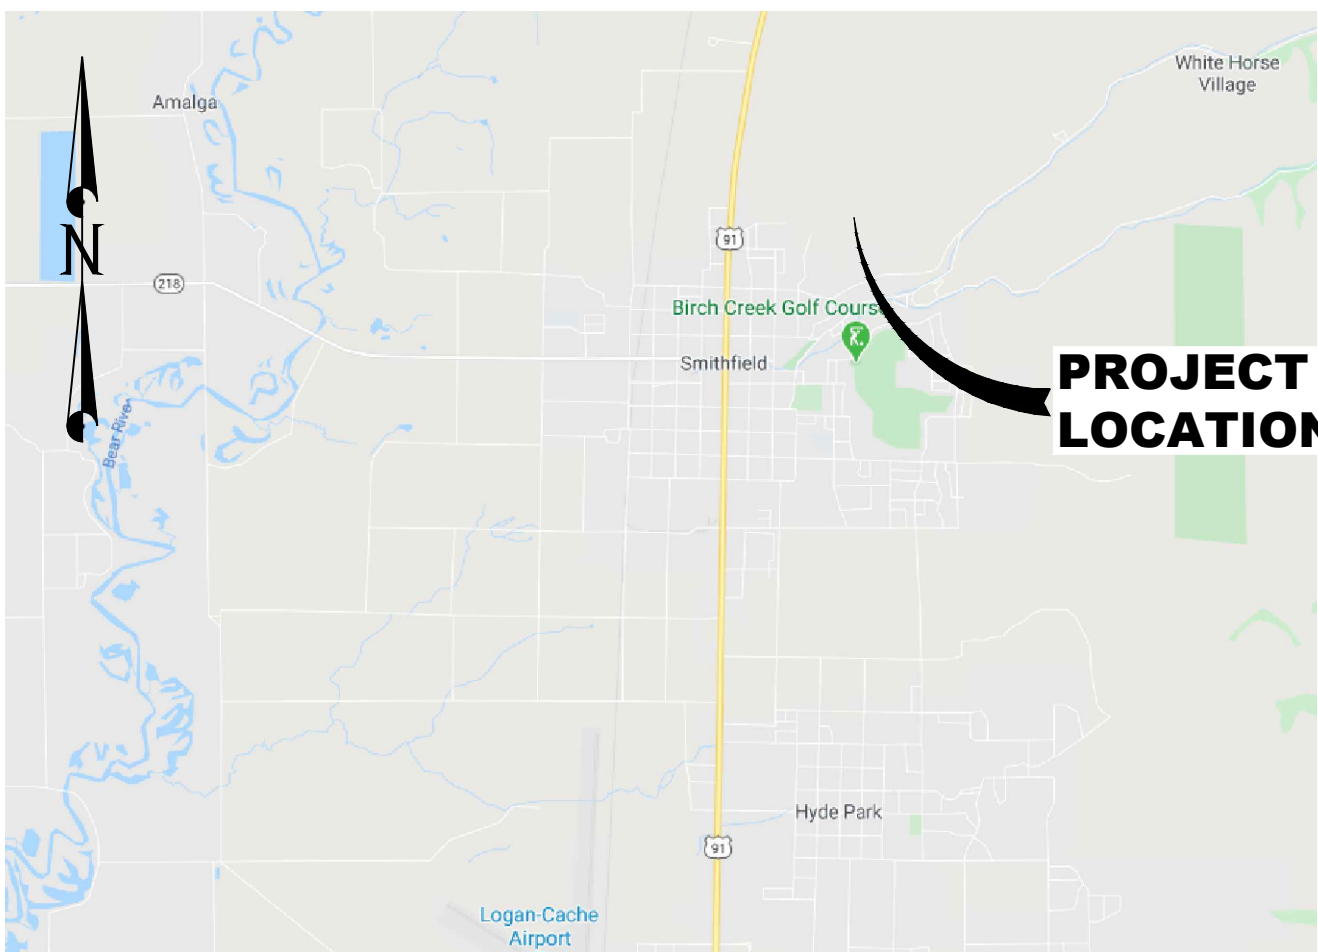 White Horse
Village
Amalga
N
91
218
Birch Creek Golf Course
Smithfield
PROJECT
LOCATION
Bear River
Hyde Park
91
Logan-Cache
Airport